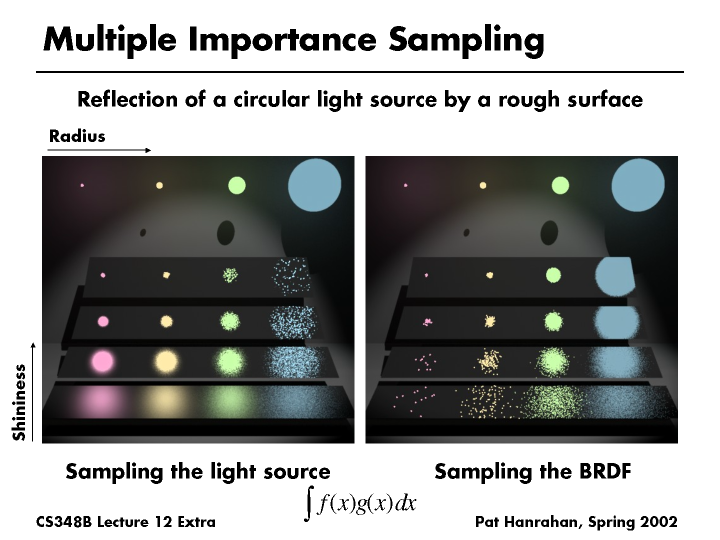 Multiple Importance Sampling
Reflection of a circular light source by a rough surface
Radius
Shininess
Sampling the light source
Sampling the BRDF
∫ f(x)g(x)dx
CS348B Lecture 12 Extra
Pat Hanrahan, Spring 2002